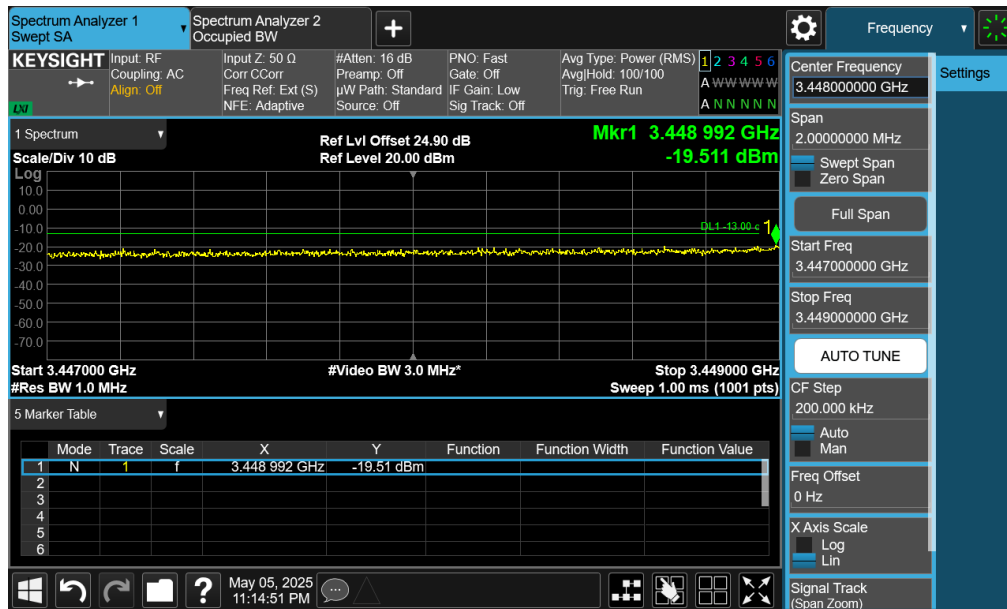 Spectrum Analyzer 1
Swept SA
Spectrum Analyzer 2
Occupied BW
Frequency
KEYSIGHT
LXI
Input: RF
Coupling: AC
Align: Off
Input Z: 50 Ω
Corr CCorr
Freq Ref: Ext (S)
NFE: Adaptive
#Atten: 16 dB
Preamp: Off
µW Path: Standard
Source: Off
PNO: Fast
Gate: Off
IF Gain: Low
Sig Track: Off
Avg Type: Power (RMS)
Avg|Hold: 100/100
Trig: Free Run
1 2 3 4 5 6
A W W W W W
A N N N N N
1 Spectrum
Scale/Div 10 dB
Ref Lvl Offset 24.90 dB
Ref Level 20.00 dBm
Mkr1 3.448 992 GHz
-19.511 dBm
Log
10.0
0.00
-10.0
-20.0
-30.0
-40.0
-50.0
-60.0
-70.0
DL1 -13.00 c
1
Start 3.447000 GHz
#Res BW 1.0 MHz
#Video BW 3.0 MHz*
Stop 3.449000 GHz
Sweep 1.00 ms (1001 pts)
5 Marker Table
Mode Trace Scale X Y Function Function Width Function Value
1 N 1 f 3.448 992 GHz -19.51 dBm
2
3
4
5
6
Center Frequency
3.448000000 GHz
Settings
Span
2.00000000 MHz
Swept Span
Zero Span
Full Span
Start Freq
3.447000000 GHz
Stop Freq
3.449000000 GHz
AUTO TUNE
CF Step
200.000 kHz
Auto
Man
Freq Offset
0 Hz
X Axis Scale
Log
Lin
Signal Track
(Span Zoom)
?
May 05, 2025
11:14:51 PM